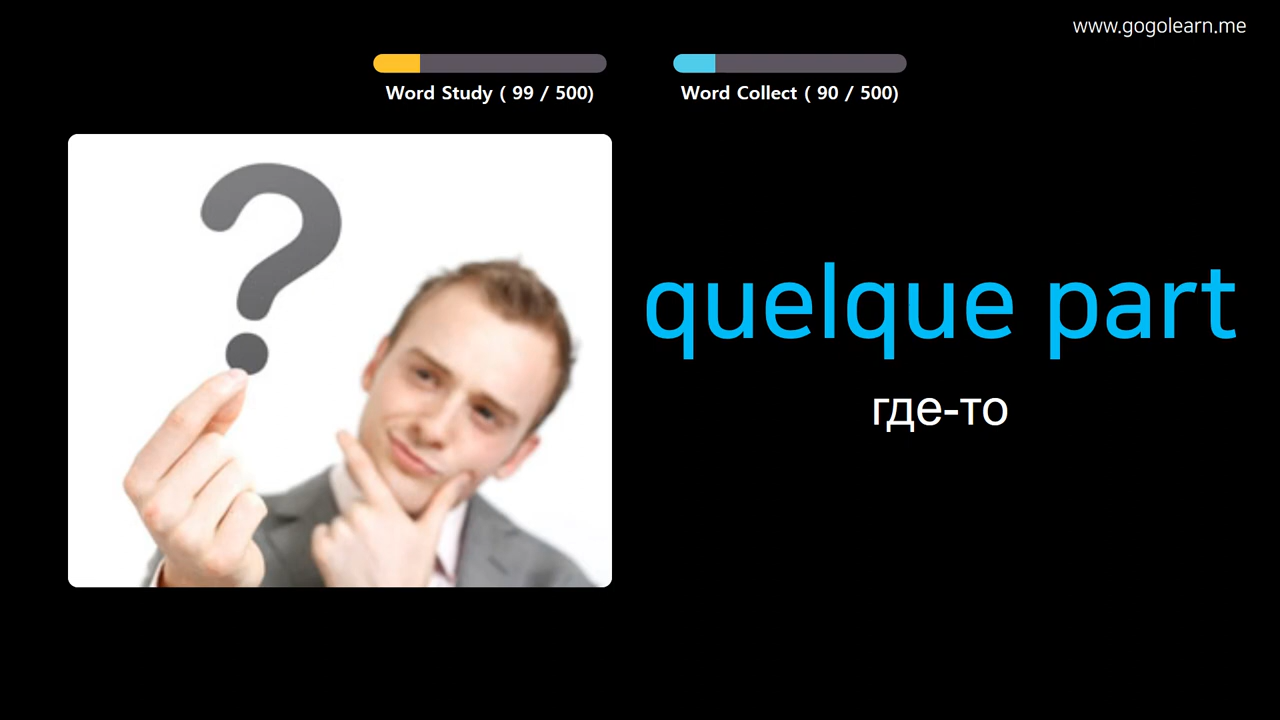 www.gogolearn.me
Word Study ( 99 / 500)
Word Collect ( 90 / 500)
quelque part
где-то